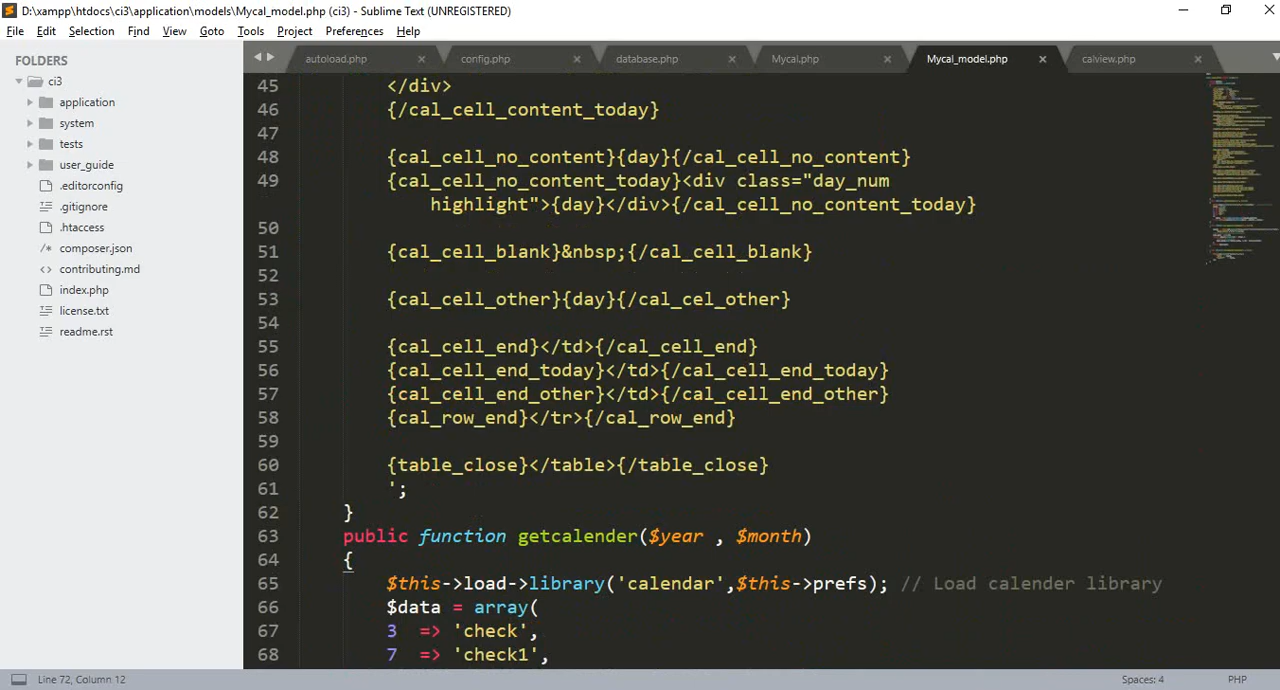 D:\xampp\htdocs\ci3\application\models\Mycal_model.php (ci3) - Sublime Text (UNREGISTERED)
File Edit Selection Find View Goto Tools Project Preferences Help
FOLDERS
ci3
application
system
tests
user_guide
.editorconfig
.gitignore
.htaccess
/* composer.json
<> contributing.md
index.php
license.txt
readme.rst
autoload.php × config.php × database.php × Mycal.php × Mycal_model.php × calview.php ×
45 </div>
46 {/cal_cell_content_today}
47
48 {cal_cell_no_content}{day}{/cal_cell_no_content}
49 {cal_cell_no_content_today}<div class="day_num
highlight">{day}</div>{/cal_cell_no_content_today}
50
51 {cal_cell_blank}&nbsp;{/cal_cell_blank}
52
53 {cal_cell_other}{day}{/cal_cel_other}
54
55 {cal_cell_end}</td>{/cal_cell_end}
56 {cal_cell_end_today}</td>{/cal_cell_end_today}
57 {cal_cell_end_other}</td>{/cal_cell_end_other}
58 {cal_row_end}</tr>{/cal_row_end}
59
60 {table_close}</table>{/table_close}
61 ';
62 }
63 public function getcalender($year , $month)
64 {
65 $this->load->library('calendar',$this->prefs); // Load calender library
66 $data = array(
67 3 => 'check',
68 7 => 'check1',
Line 72, Column 12
Spaces: 4
PHP